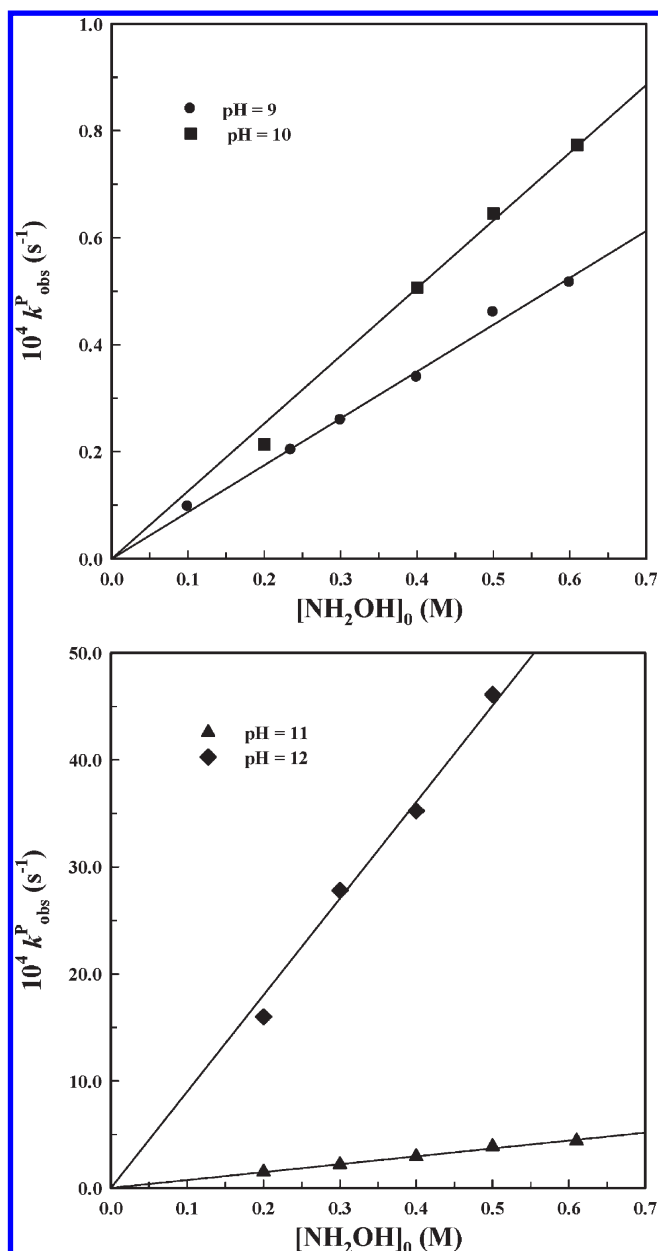 1.0
0.8
0.6
0.4
0.2
0.0
10⁴ kᴾobs (s⁻¹)
pH = 9
pH = 10
0.0 0.1 0.2 0.3 0.4 0.5 0.6 0.7
[NH₂OH]₀ (M)
50.0
40.0
30.0
20.0
10.0
0.0
10⁴ kᴾobs (s⁻¹)
pH = 11
pH = 12
0.0 0.1 0.2 0.3 0.4 0.5 0.6 0.7
[NH₂OH]₀ (M)